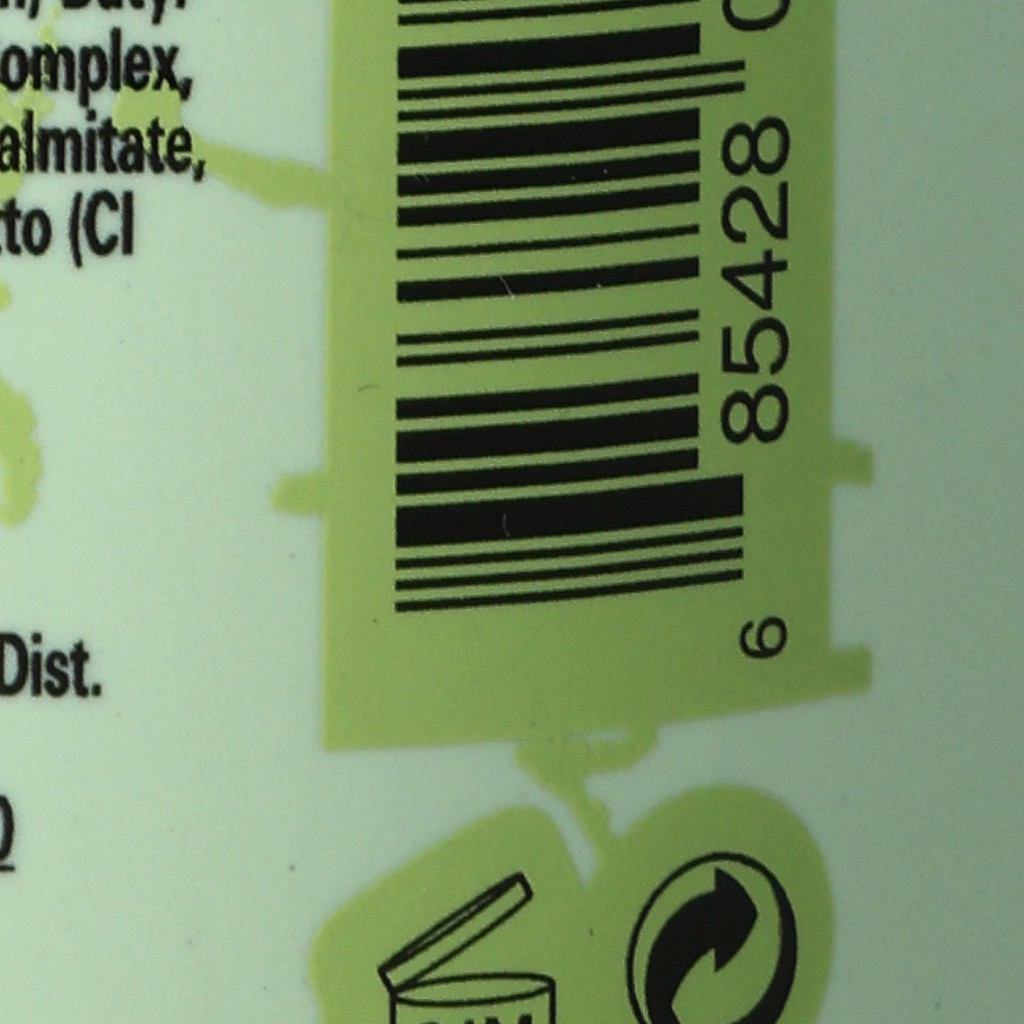 omplex,
almitate,
to (CI
Dist.
6
85428